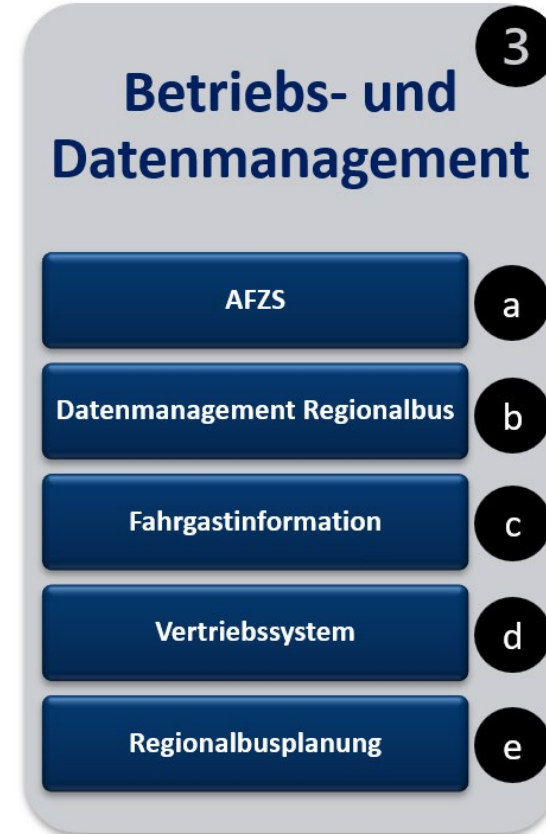 3
Betriebs- und
Datenmanagement
AFZS
a
Datenmanagement Regionalbus
b
Fahrgastinformation
c
Vertriebssystem
d
Regionalbusplanung
e